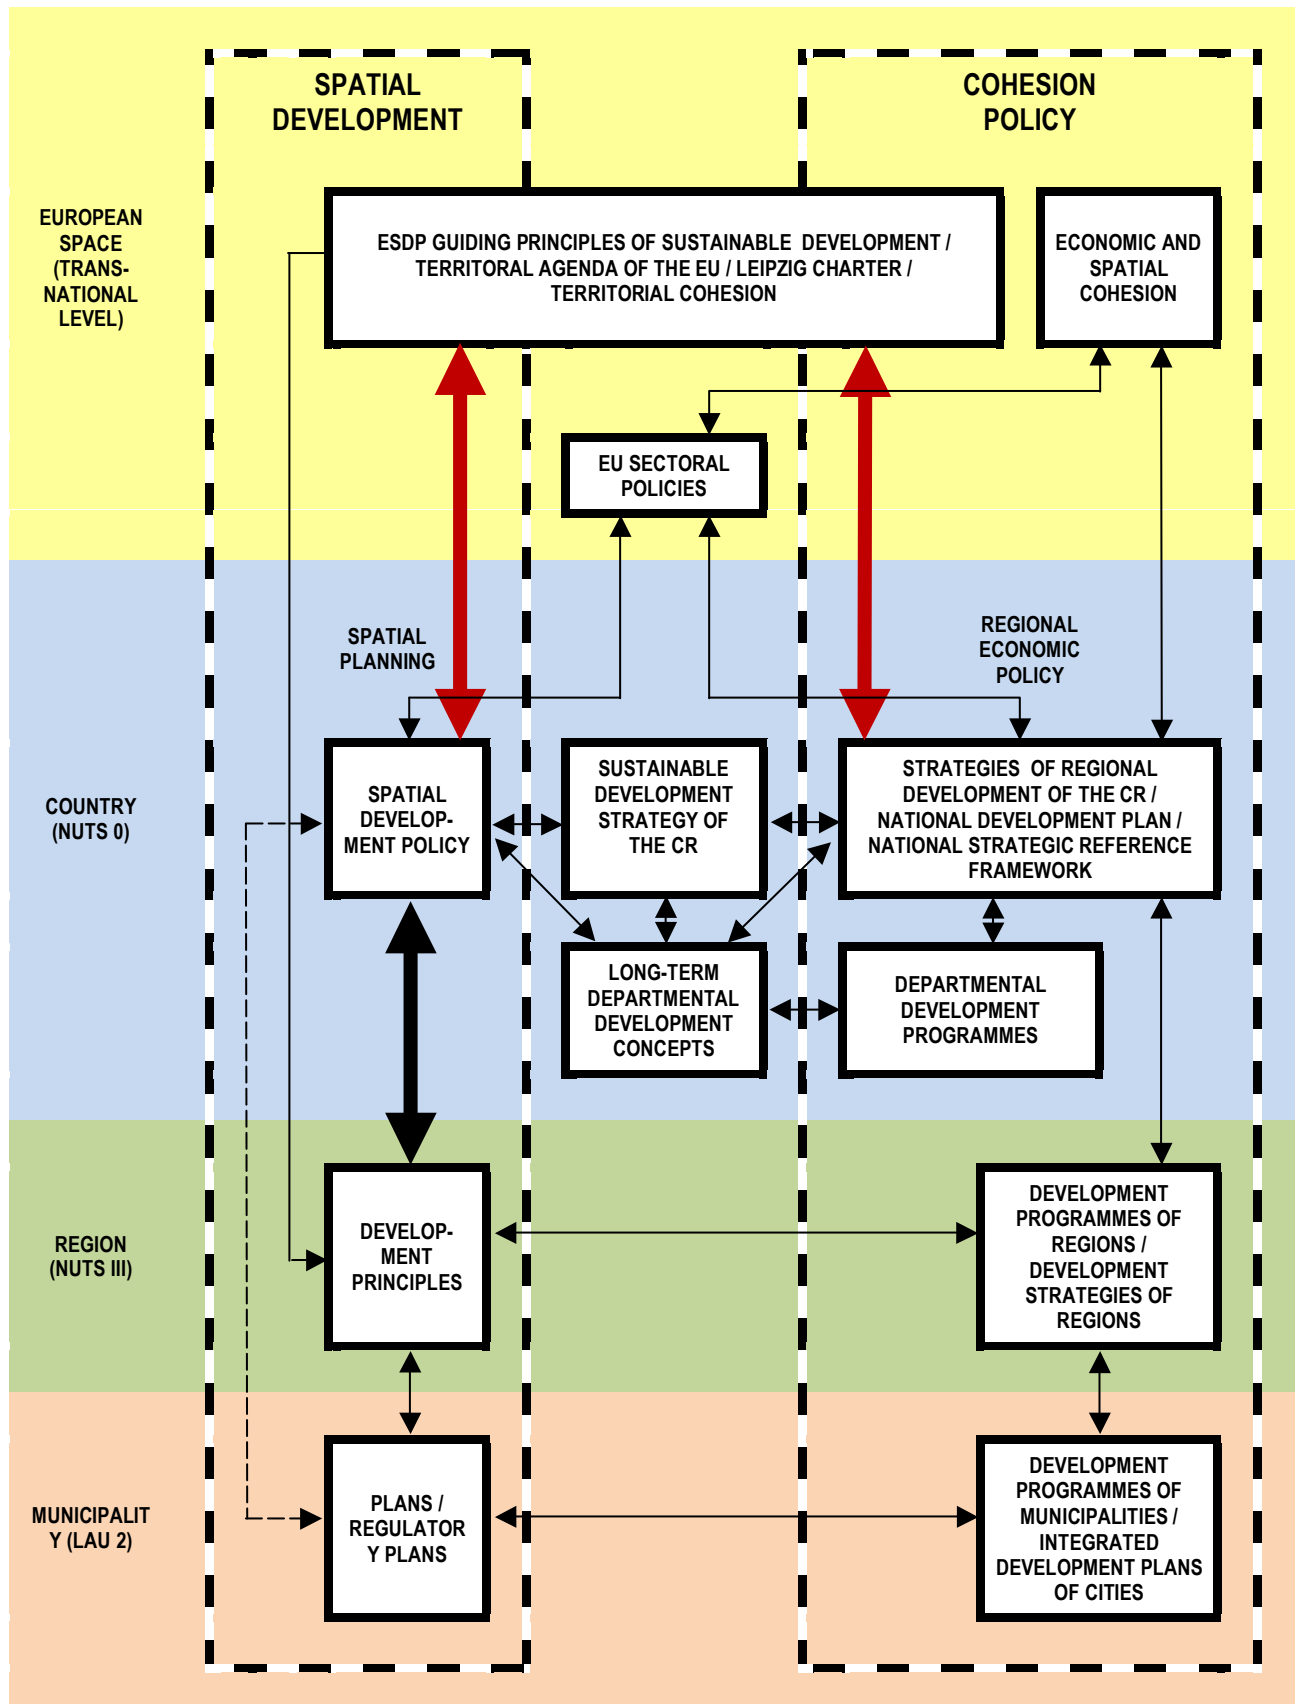 SPATIAL
DEVELOPMENT
COHESION
POLICY
EUROPEAN
SPACE
(TRANS-
NATIONAL
LEVEL)
ESDP GUIDING PRINCIPLES OF SUSTAINABLE DEVELOPMENT /
TERRITORAL AGENDA OF THE EU / LEIPZIG CHARTER /
TERRITORIAL COHESION
ECONOMIC AND
SPATIAL
COHESION
EU SECTORAL
POLICIES
SPATIAL
PLANNING
REGIONAL
ECONOMIC
POLICY
COUNTRY
(NUTS 0)
SPATIAL
DEVELOP-
MENT POLICY
SUSTAINABLE
DEVELOPMENT
STRATEGY OF
THE CR
STRATEGIES OF REGIONAL
DEVELOPMENT OF THE CR /
NATIONAL DEVELOPMENT PLAN /
NATIONAL STRATEGIC REFERENCE
FRAMEWORK
LONG-TERM
DEPARTMENTAL
DEVELOPMENT
CONCEPTS
DEPARTMENTAL
DEVELOPMENT
PROGRAMMES
REGION
(NUTS III)
DEVELOP-
MENT
PRINCIPLES
DEVELOPMENT
PROGRAMMES OF
REGIONS /
DEVELOPMENT
STRATEGIES OF
REGIONS
MUNICIPALIT
Y (LAU 2)
PLANS /
REGULATOR
Y PLANS
DEVELOPMENT
PROGRAMMES OF
MUNICIPALITIES /
INTEGRATED
DEVELOPMENT PLANS
OF CITIES